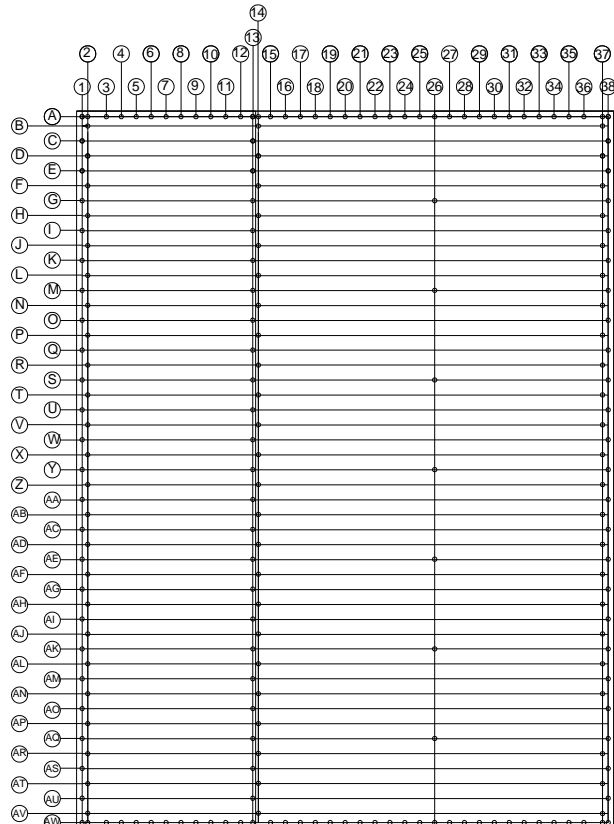 14
13
2 4 6 8 10 12 15 17 19 21 23 25 27 29 31 33 35 37
1 3 5 7 9 11 16 18 20 22 24 26 28 30 32 34 36 38
A
B
C
D
E
F
G
H
I
J
K
L
M
N
O
P
Q
R
S
T
U
V
W
X
Y
Z
AA
AB
AC
AD
AE
AF
AG
AH
AI
AJ
AK
AL
AM
AN
AO
AP
AQ
AR
AS
AT
AU
AV
AW